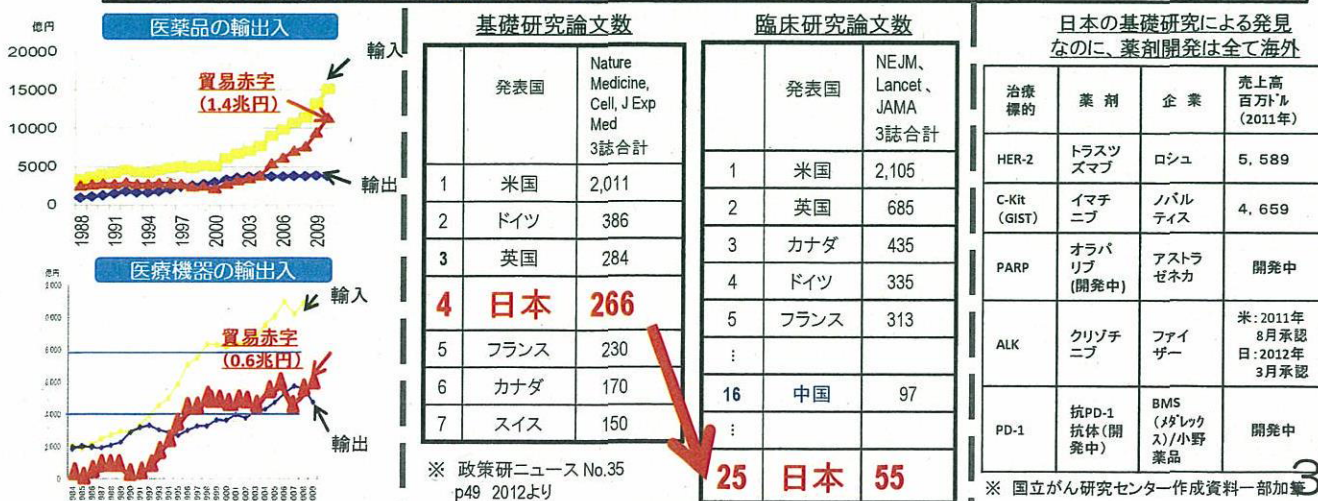 医薬品の輸出入
億円
20000
15000
10000
5000
0
輸入
貿易赤字
(1.4兆円)
輸出
1988
1991
1994
1997
2000
2003
2006
2009
医療機器の輸出入
億円
輸入
貿易赤字
(0.6兆円)
輸出
基礎研究論文数
発表国
Nature
Medicine,
Cell, J Exp
Med
3誌合計
1 米国 2,011
2 ドイツ 386
3 英国 284
4 日本 266
5 フランス 230
6 カナダ 170
7 スイス 150
※ 政策研ニュース No.35
p49 2012より
臨床研究論文数
発表国
NEJM、
Lancet、
JAMA
3誌合計
1 米国 2,105
2 英国 685
3 カナダ 435
4 ドイツ 335
5 フランス 313
:
16 中国 97
:
25 日本 55
日本の基礎研究による発見
なのに、薬剤開発は全て海外
治療
標的
薬 剤
企 業
売上高
百万ドル
(2011年)
HER-2
トラスツ
ズマブ
ロシュ
5, 589
C-Kit
(GIST)
イマチ
ニブ
ノバル
ティス
4, 659
PARP
オラパ
リブ
(開発中)
アストラ
ゼネカ
開発中
ALK
クリゾチ
ニブ
ファイ
ザー
米:2011年
8月承認
日:2012年
3月承認
PD-1
抗PD-1
抗体(開
発中)
BMS
(メダレック
ス)/小野
薬品
開発中
※ 国立がん研究センター作成資料一部加筆
3